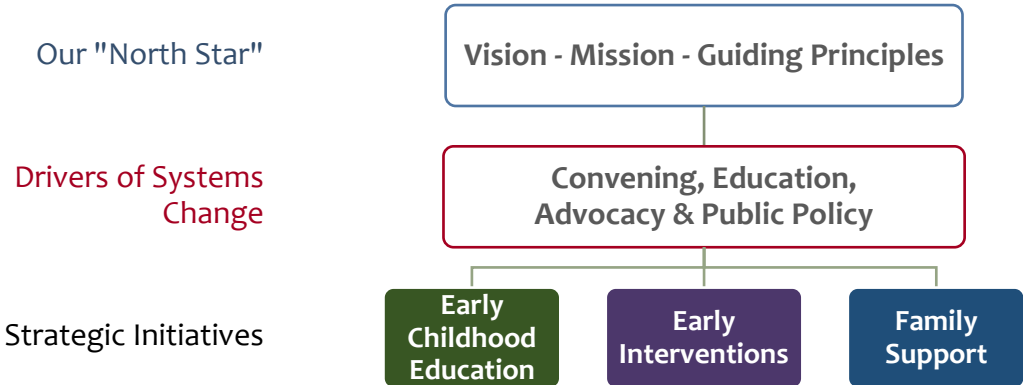 Our "North Star"
Vision - Mission - Guiding Principles
Drivers of Systems
Change
Convening, Education,
Advocacy & Public Policy
Strategic Initiatives
Early
Childhood
Education
Early
Interventions
Family
Support